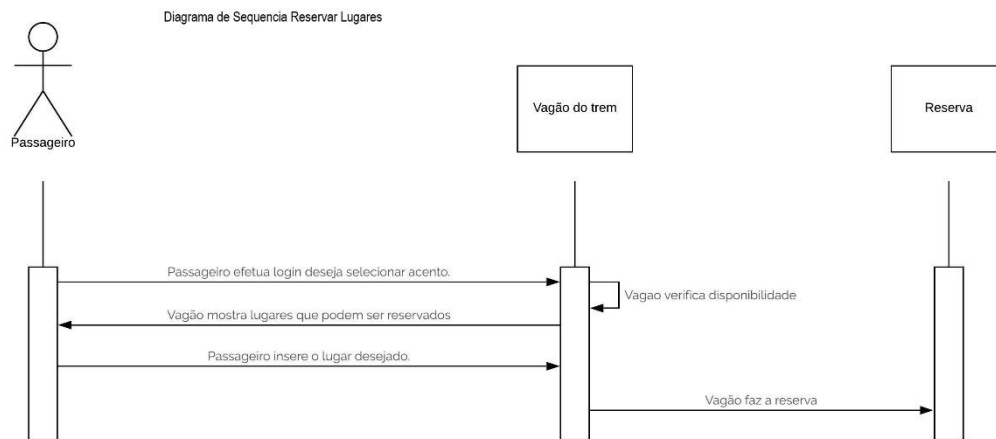 Diagrama de Sequencia Reservar Lugares
Passageiro
Vagão do trem
Reserva
Passageiro efetua login deseja selecionar acento.
Vagao verifica disponibilidade
Vagão mostra lugares que podem ser reservados
Passageiro insere o lugar desejado.
Vagão faz a reserva